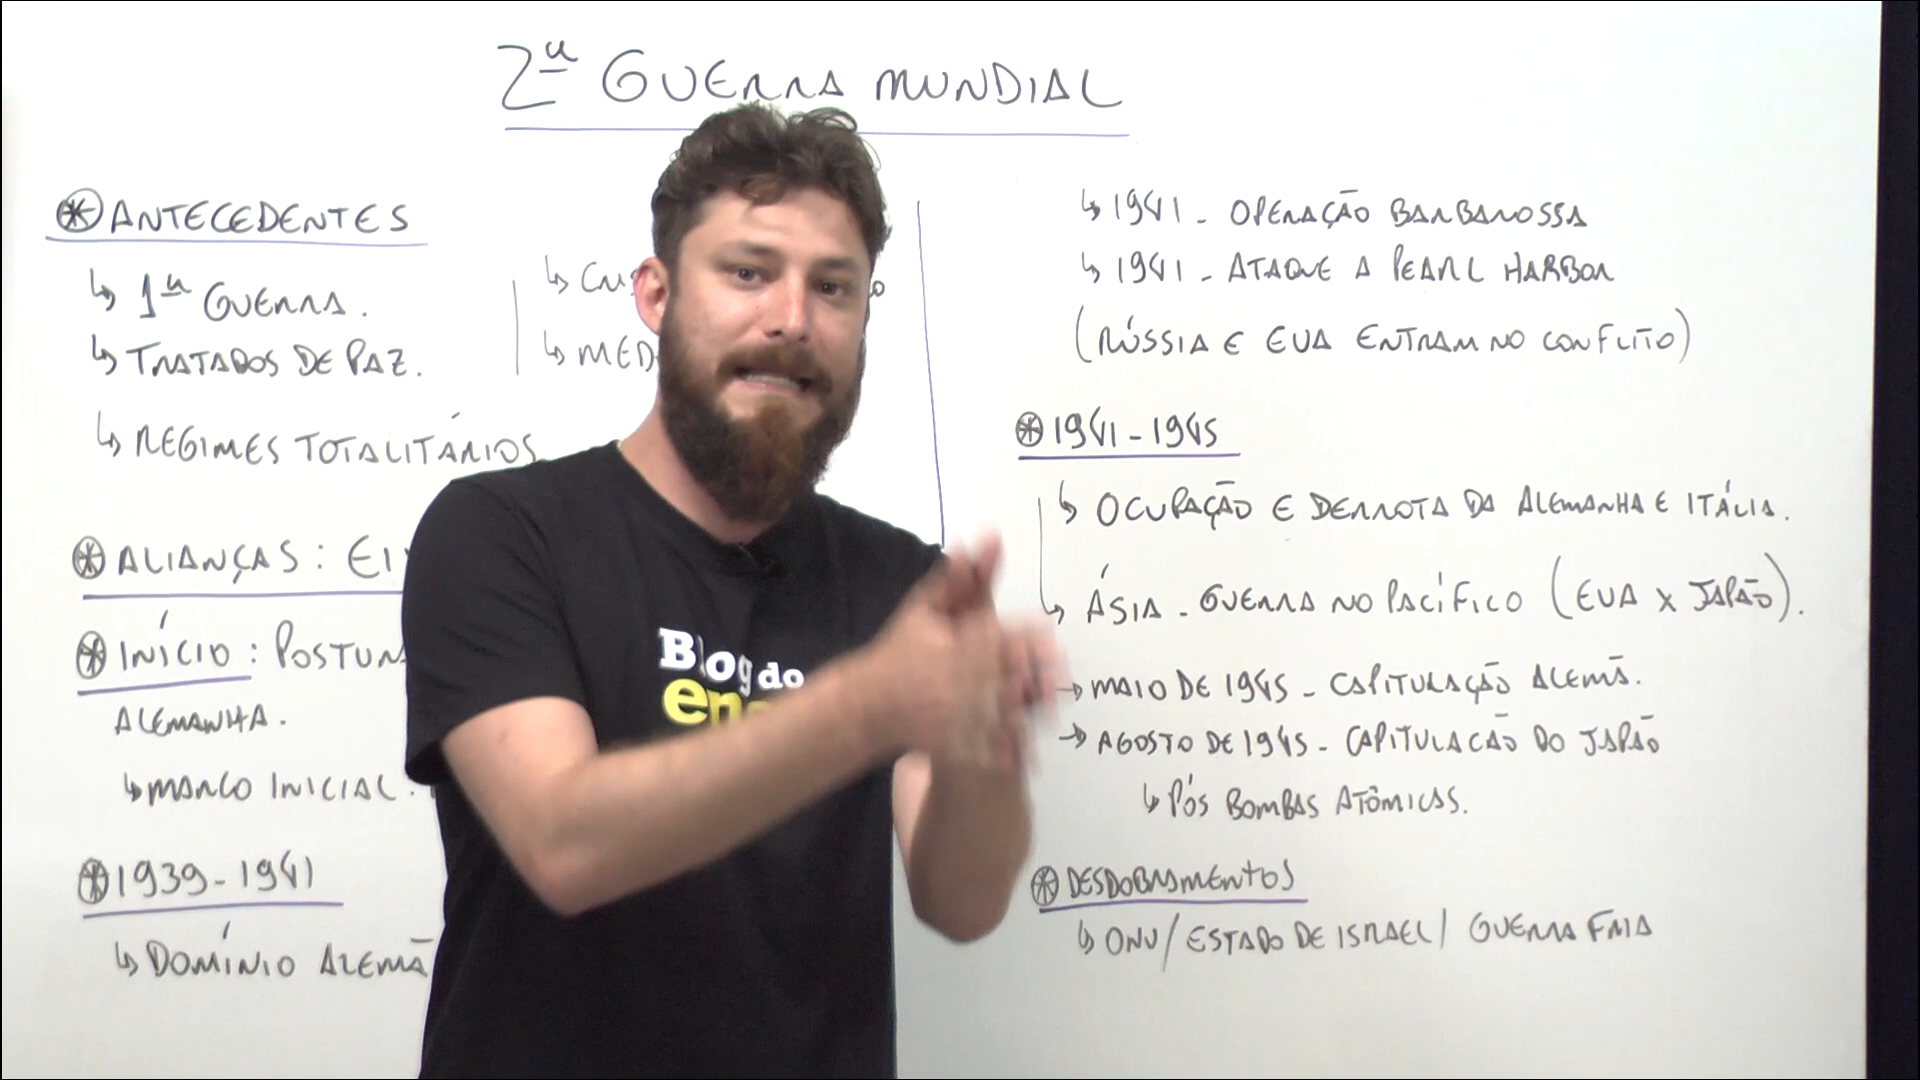 2ª GUERRA MUNDIAL
ANTECEDENTES
↳ 1ª GUERRA.
↳ TRATADOS DE PAZ.
↳ REGIMES TOTALITÁRIOS
ALIANÇAS:
INÍCIO:
ALEMANHA.
↳ MARCO INICIAL.
1939-1941
↳ DOMÍNIO ALEMÃ
↳ 1941 - OPERAÇÃO BARBAROSSA
↳ 1941 - ATAQUE A PEARL HARBOR
(RÚSSIA E EUA ENTRAM NO CONFLITO)
1941-1945
↳ OCUPAÇÃO E DERROTA DA ALEMANHA E ITÁLIA.
↳ ÁSIA - GUERRA NO PACÍFICO (EUA X JAPÃO).
→ MAIO DE 1945 - CAPITULAÇÃO ALEMÃ.
→ AGOSTO DE 1945 - CAPITULACÃO DO JAPÃO
↳ PÓS BOMBAS ATÔMICAS.
DESDOBRAMENTOS
↳ ONU / ESTADO DE ISRAEL / GUERRA FRIA
Blog do